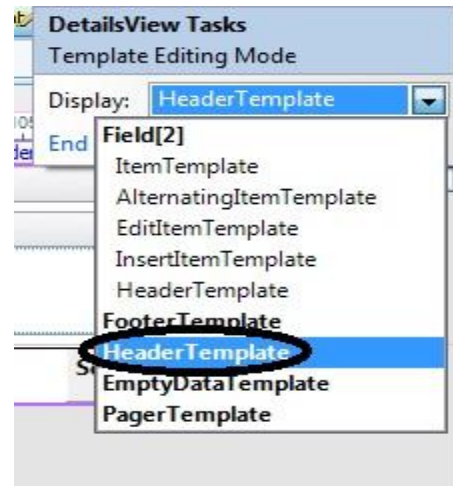 DetailsView Tasks
Template Editing Mode
Display: HeaderTemplate
End
Field[2]
ItemTemplate
AlternatingItemTemplate
EditItemTemplate
InsertItemTemplate
HeaderTemplate
FooterTemplate
HeaderTemplate
EmptyDataTemplate
PagerTemplate